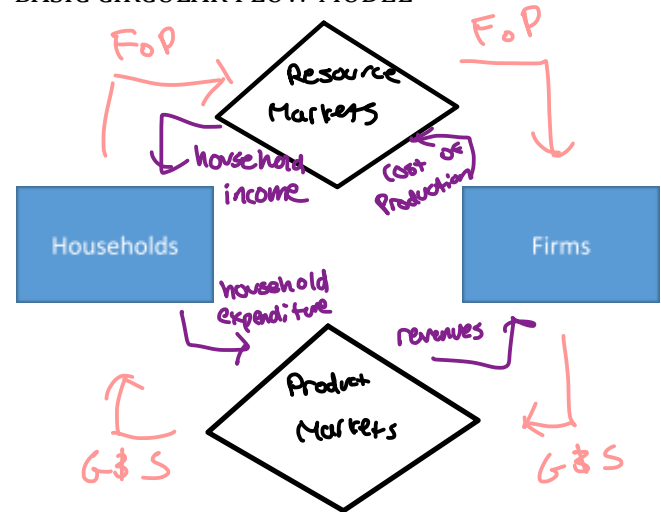 BASIC CIRCULAR FLOW MODEL
FoP
FoP
Resource
Markets
household
income
Cost of
Production
Households
Firms
household
expenditure
revenues
Product
Markets
G & S
G & S